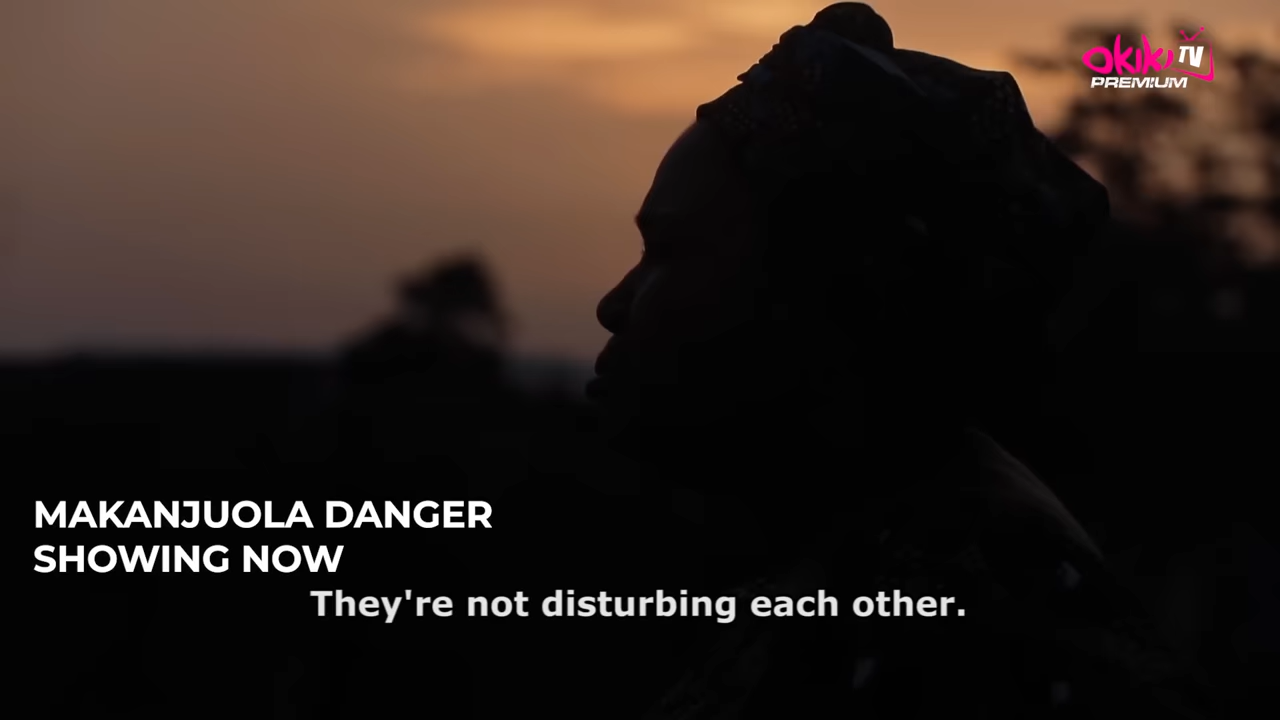 OKIKI TV
PREMIUM
MAKANJUOLA DANGER
SHOWING NOW
They're not disturbing each other.